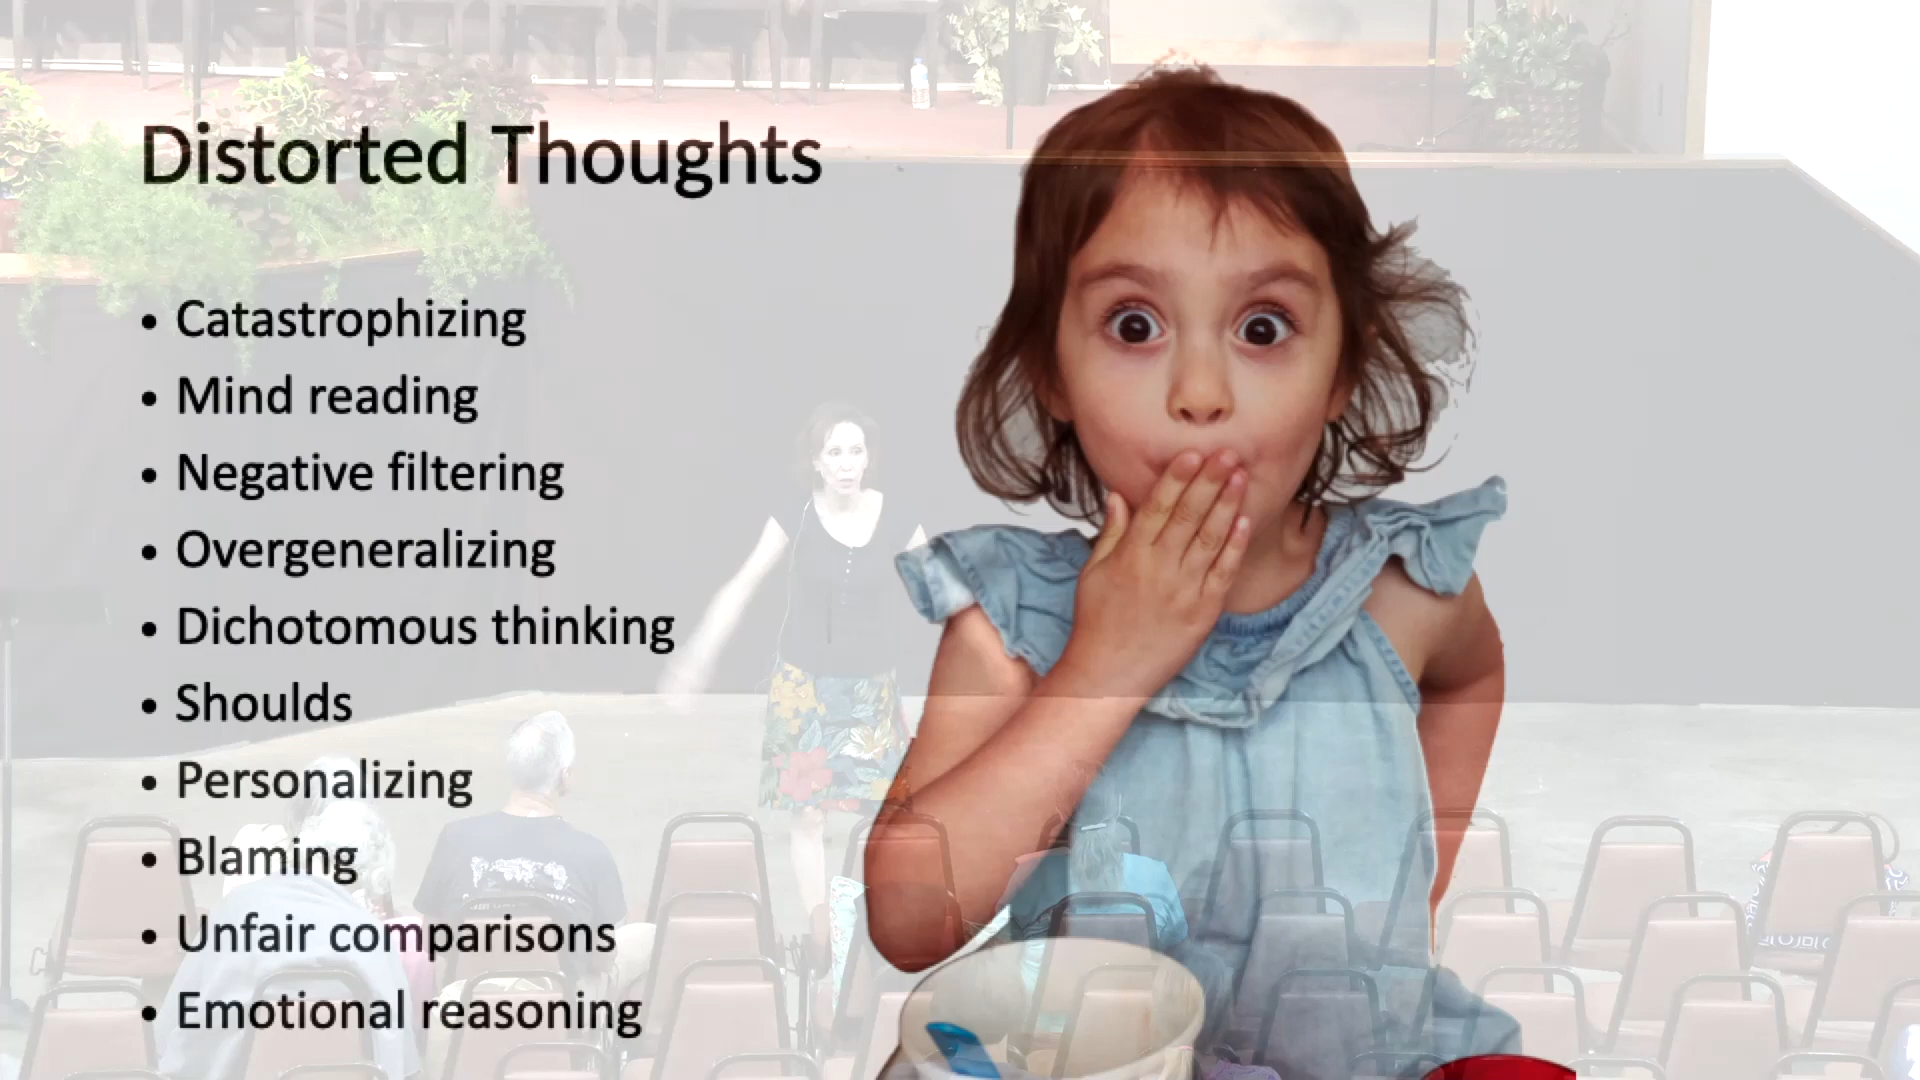 Distorted Thoughts
• Catastrophizing
• Mind reading
• Negative filtering
• Overgeneralizing
• Dichotomous thinking
• Shoulds
• Personalizing
• Blaming
• Unfair comparisons
• Emotional reasoning